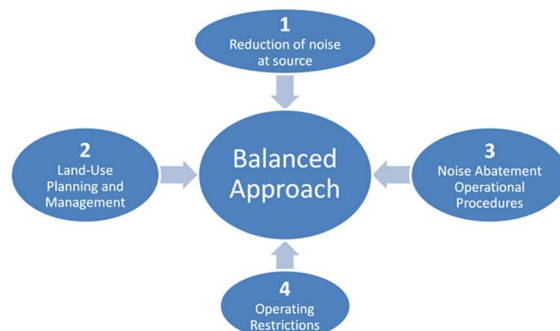 1
Reduction of noise
at source
2
Land-Use
Planning and
Management
Balanced
Approach
3
Noise Abatement
Operational
Procedures
4
Operating
Restrictions